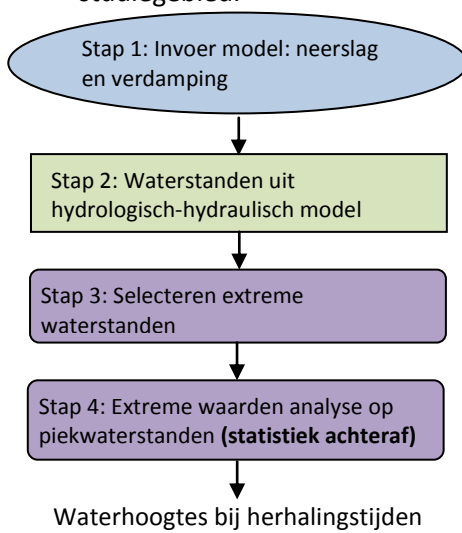 Stap 1: Invoer model: neerslag
en verdamping
Stap 2: Waterstanden uit
hydrologisch-hydraulisch model
Stap 3: Selecteren extreme
waterstanden
Stap 4: Extreme waarden analyse op
piekwaterstanden (statistiek achteraf)
Waterhoogtes bij herhalingstijden